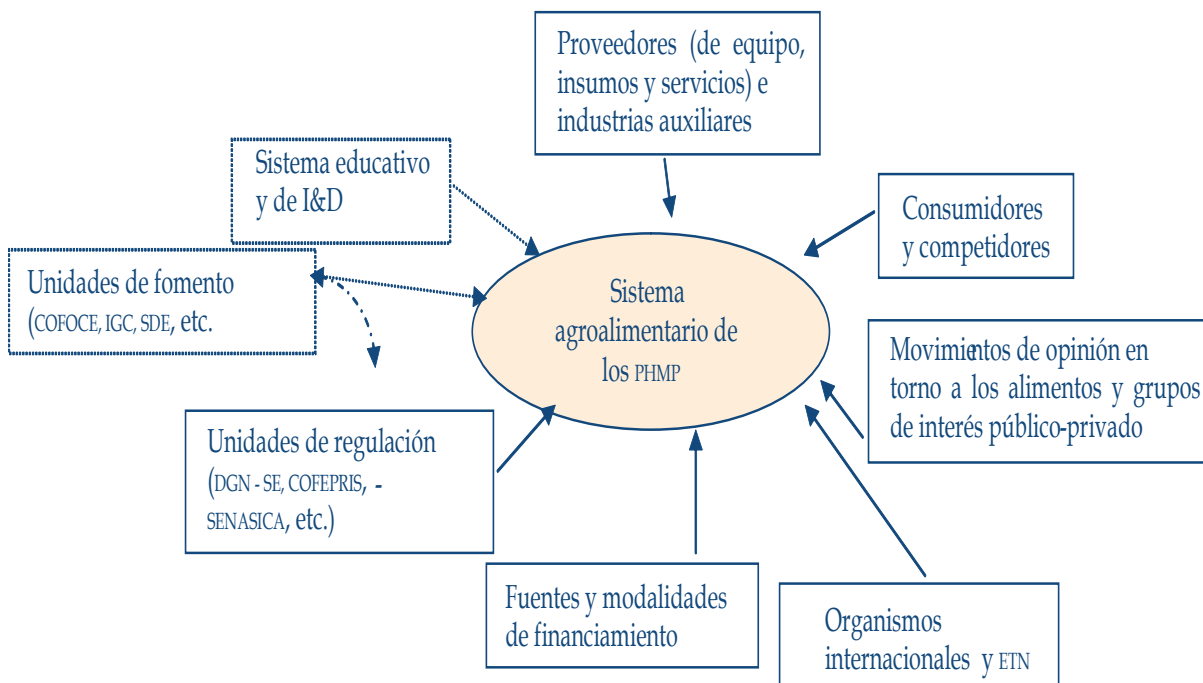 Proveedores (de equipo,
insumos y servicios) e
industrias auxiliares
Sistema educativo
y de I&D
Consumidores
y competidores
Unidades de fomento
(COFOCE, IGC, SDE, etc.
Sistema
agroalimentario de
los PHMP
Movimientos de opinión en
torno a los alimentos y grupos
de interés público-privado
Unidades de regulación
(DGN - SE, COFEPRIS, -
SENASICA, etc.)
Fuentes y modalidades
de financiamiento
Organismos
internacionales y ETN